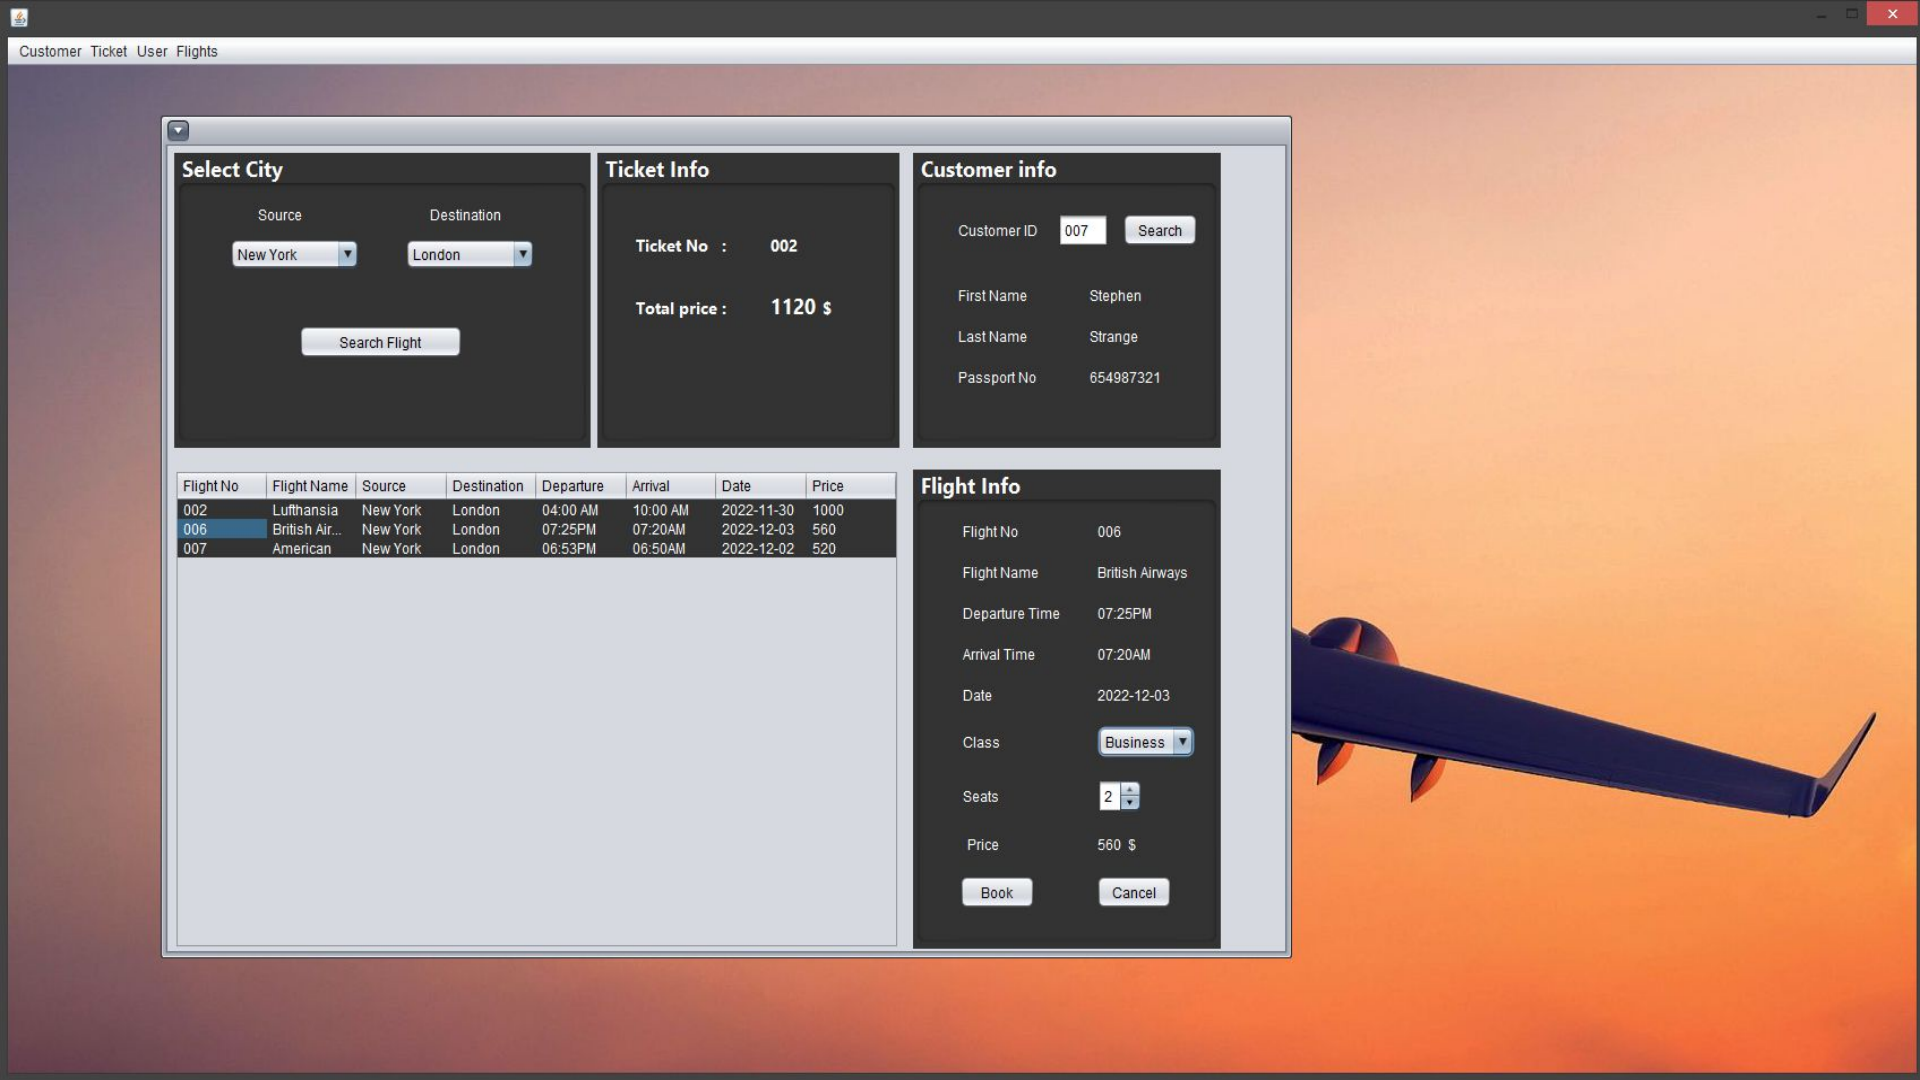 Customer Ticket User Flights
Select City
Source Destination
New York London
Search Flight
Ticket Info
Ticket No : 002
Total price : 1120 $
Customer info
Customer ID 007 Search
First Name Stephen
Last Name Strange
Passport No 654987321
Flight No Flight Name Source Destination Departure Arrival Date Price
002 Lufthansia New York London 04:00 AM 10:00 AM 2022-11-30 1000
006 British Air... New York London 07:25PM 07:20AM 2022-12-03 560
007 American New York London 06:53PM 06:50AM 2022-12-02 520
Flight Info
Flight No 006
Flight Name British Airways
Departure Time 07:25PM
Arrival Time 07:20AM
Date 2022-12-03
Class Business
Seats 2
Price 560 $
Book Cancel